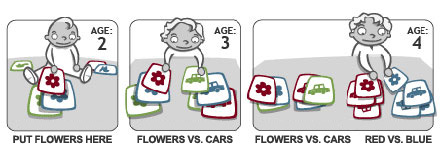 AGE:
2
AGE:
3
AGE:
4
PUT FLOWERS HERE
FLOWERS VS. CARS
FLOWERS VS. CARS
RED VS. BLUE